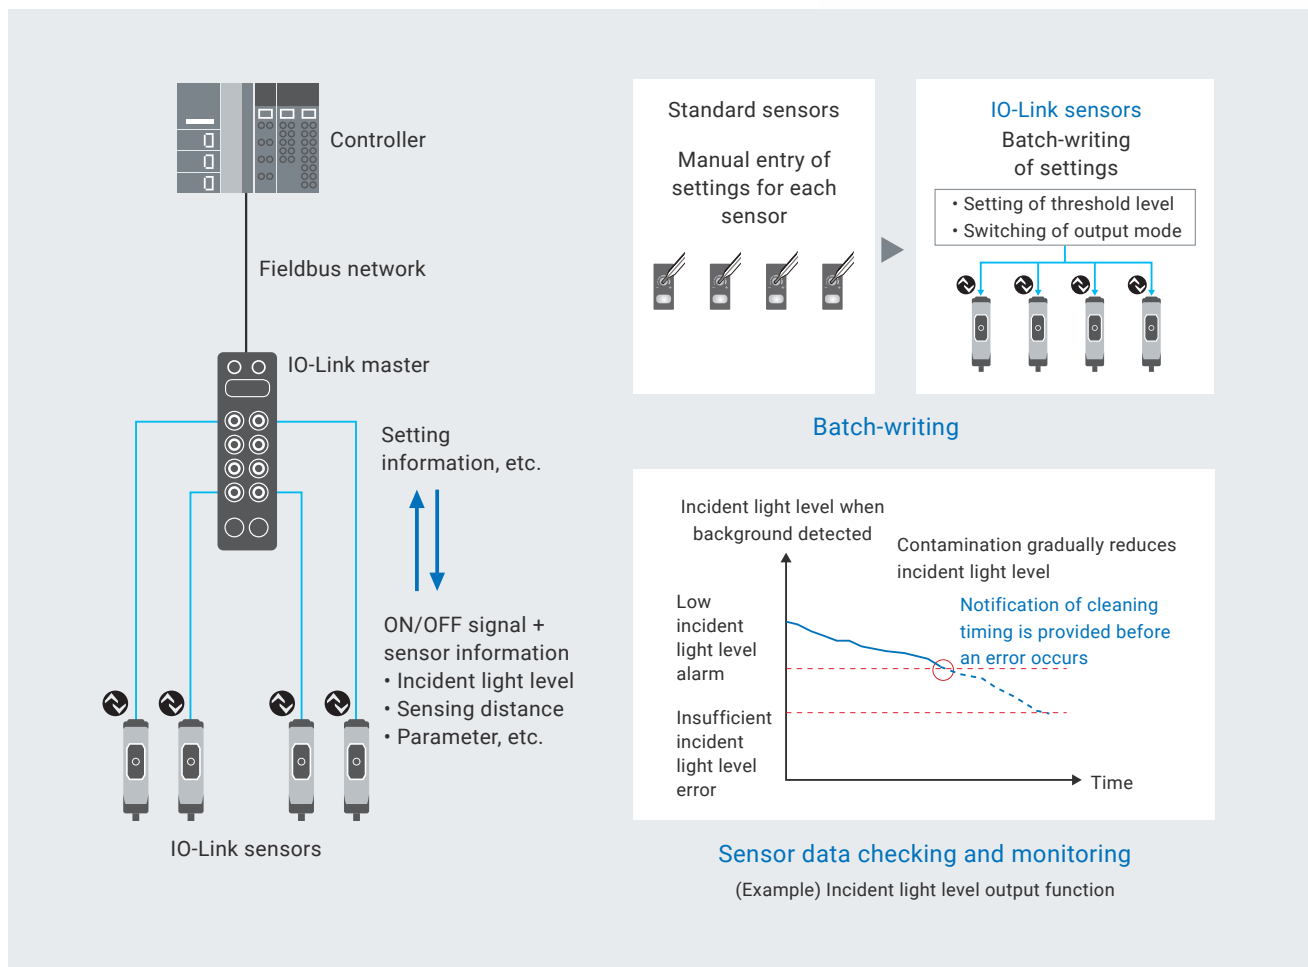 Controller
Fieldbus network
IO-Link master
Setting
information, etc.
ON/OFF signal +
sensor information
• Incident light level
• Sensing distance
• Parameter, etc.
IO-Link sensors
Standard sensors
Manual entry of
settings for each
sensor
IO-Link sensors
Batch-writing
of settings
• Setting of threshold level
• Switching of output mode
Batch-writing
Incident light level when
background detected
Contamination gradually reduces
incident light level
Notification of cleaning
timing is provided before
an error occurs
Low
incident
light level
alarm
Insufficient
incident
light level
error
Time
Sensor data checking and monitoring
(Example) Incident light level output function